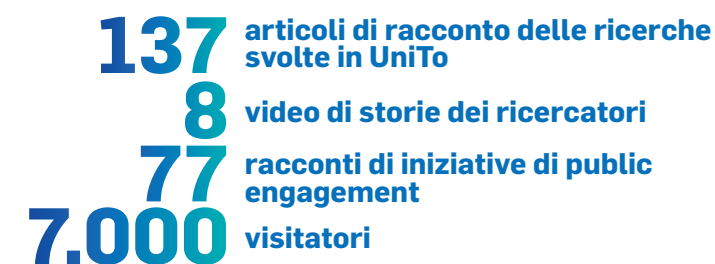 137 articoli di racconto delle ricerche
svolte in UniTo
8 video di storie dei ricercatori
77 racconti di iniziative di public
engagement
7.000 visitatori